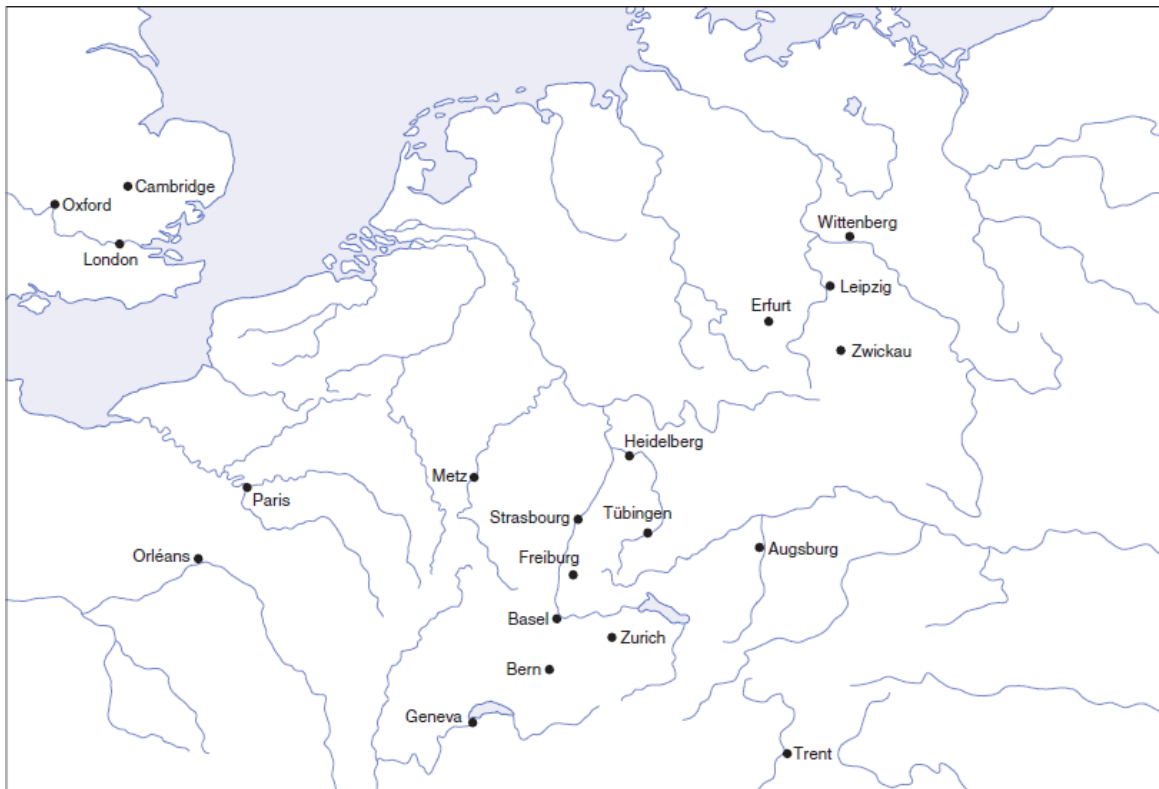 Cambridge
Oxford
London
Wittenberg
Leipzig
Erfurt
Zwickau
Heidelberg
Metz
Paris
Strasbourg
Tübingen
Orléans
Freiburg
Augsburg
Basel
Zurich
Bern
Geneva
Trent